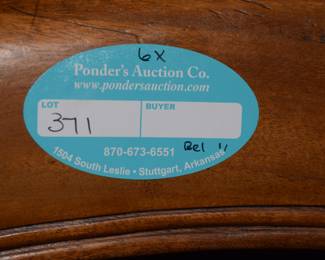 6X
Ponder's Auction Co.
www.pondersauction.com
LOT
BUYER
371
870-673-6551
Bel 11
1504 South Leslie • Stuttgart, Arkansas